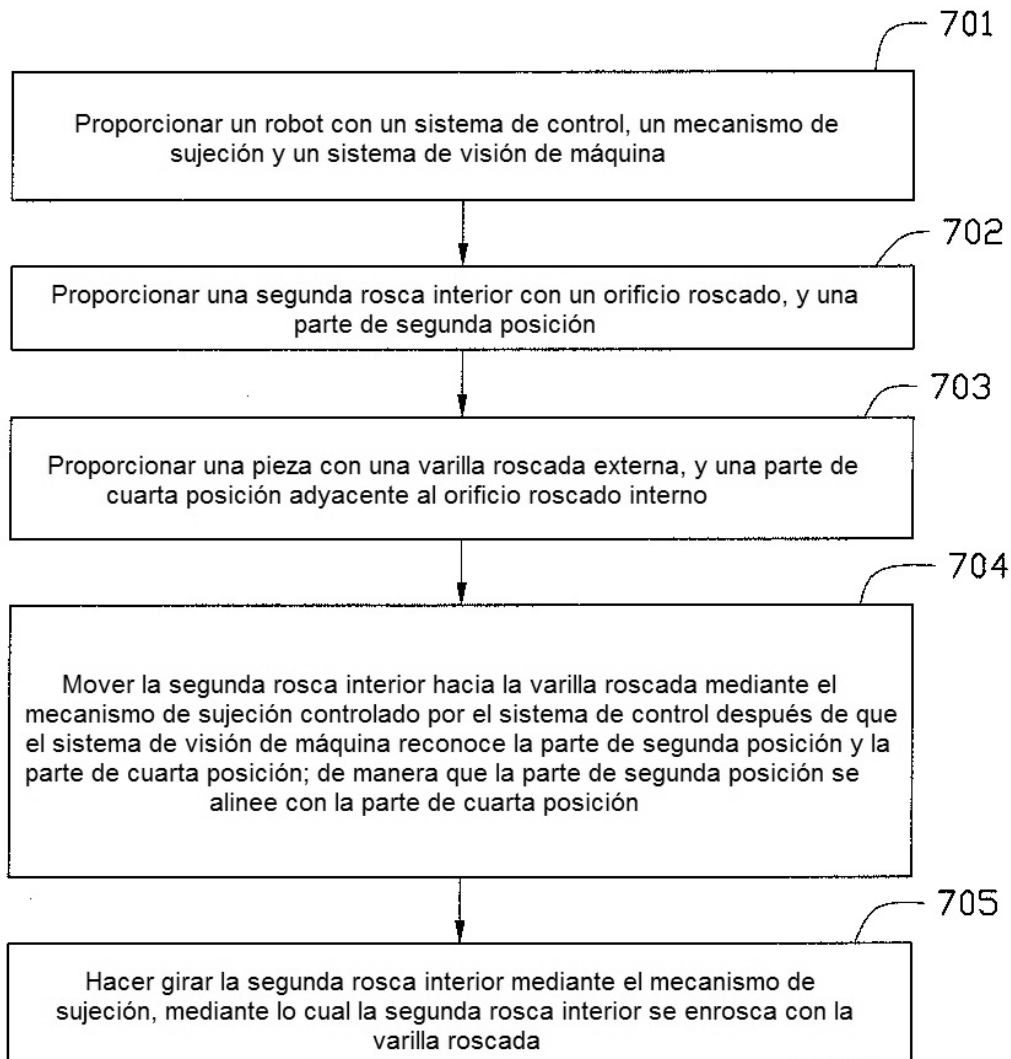 701
Proporcionar un robot con un sistema de control, un mecanismo de
sujeción y un sistema de visión de máquina
702
Proporcionar una segunda rosca interior con un orificio roscado, y una
parte de segunda posición
703
Proporcionar una pieza con una varilla roscada externa, y una parte de
cuarta posición adyacente al orificio roscado interno
704
Mover la segunda rosca interior hacia la varilla roscada mediante el
mecanismo de sujeción controlado por el sistema de control después de que
el sistema de visión de máquina reconoce la parte de segunda posición y la
parte de cuarta posición; de manera que la parte de segunda posición se
alinee con la parte de cuarta posición
705
Hacer girar la segunda rosca interior mediante el mecanismo de
sujeción, mediante lo cual la segunda rosca interior se enrosca con la
varilla roscada